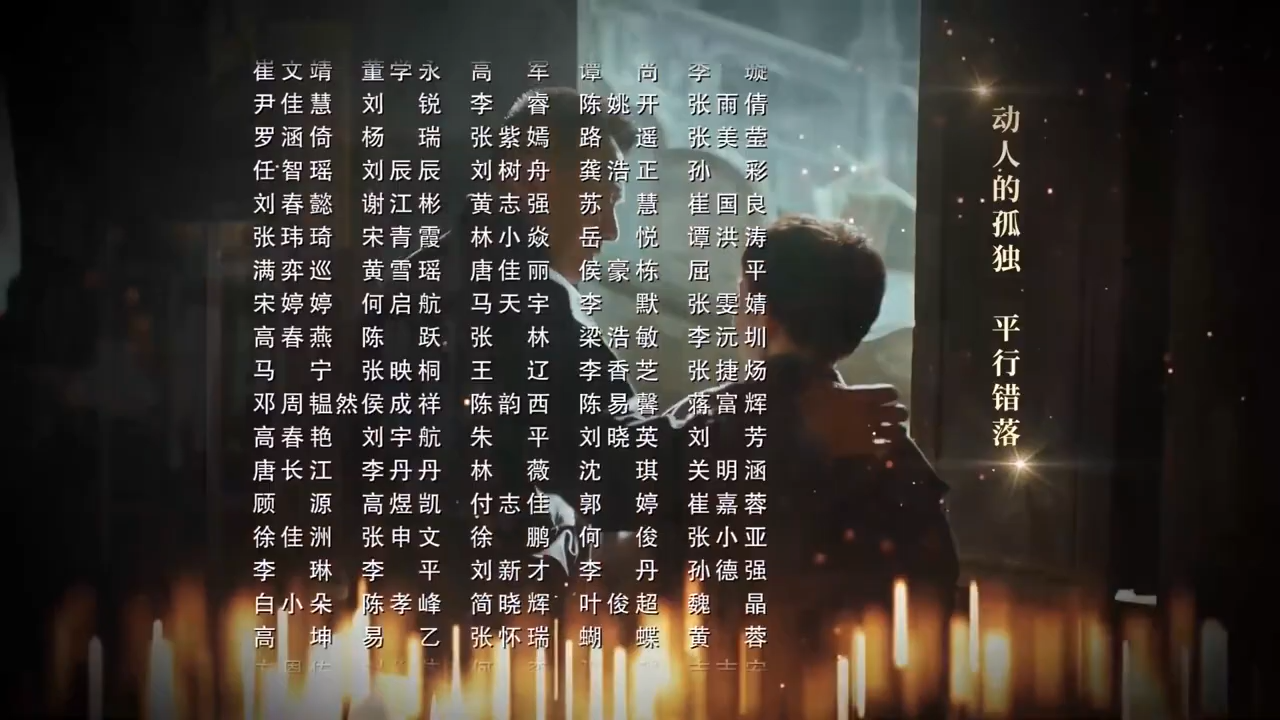 崔文靖 董学永 高 军 谭 尚 李 璇
尹佳慧 刘 锐 李 睿 陈姚开 张雨倩
罗涵倚 杨 瑞 张紫嫣 路 遥 张美莹
任智瑶 刘辰辰 刘树舟 龚浩正 孙 彩
刘春懿 谢江彬 黄志强 苏 慧 崔国良
张玮琦 宋青霞 林小焱 岳 悦 谭洪涛
满弈巡 黄雪瑶 唐佳丽 侯豪栋 屈 平
宋婷婷 何启航 马天宇 李 默 张雯婧
高春燕 陈 跃 张 林 梁浩敏 李沅圳
马 宁 张映桐 王 辽 李香芝 张捷炀
邓周韫然 侯成祥 陈韵西 陈易馨 蒋富辉
高春艳 刘宇航 朱 平 刘晓英 刘 芳
唐长江 李丹丹 林 薇 沈 琪 关明涵
顾 源 高煜凯 付志佳 郭 婷 崔嘉蓉
徐佳洲 张申文 徐 鹏 何 俊 张小亚
李 琳 李 平 刘新才 李 丹 孙德强
白小朵 陈孝峰 简晓辉 叶俊超 魏 晶
高 坤 易 乙 张怀瑞 蝴 蝶 黄 蓉
动人的孤独 平行错落